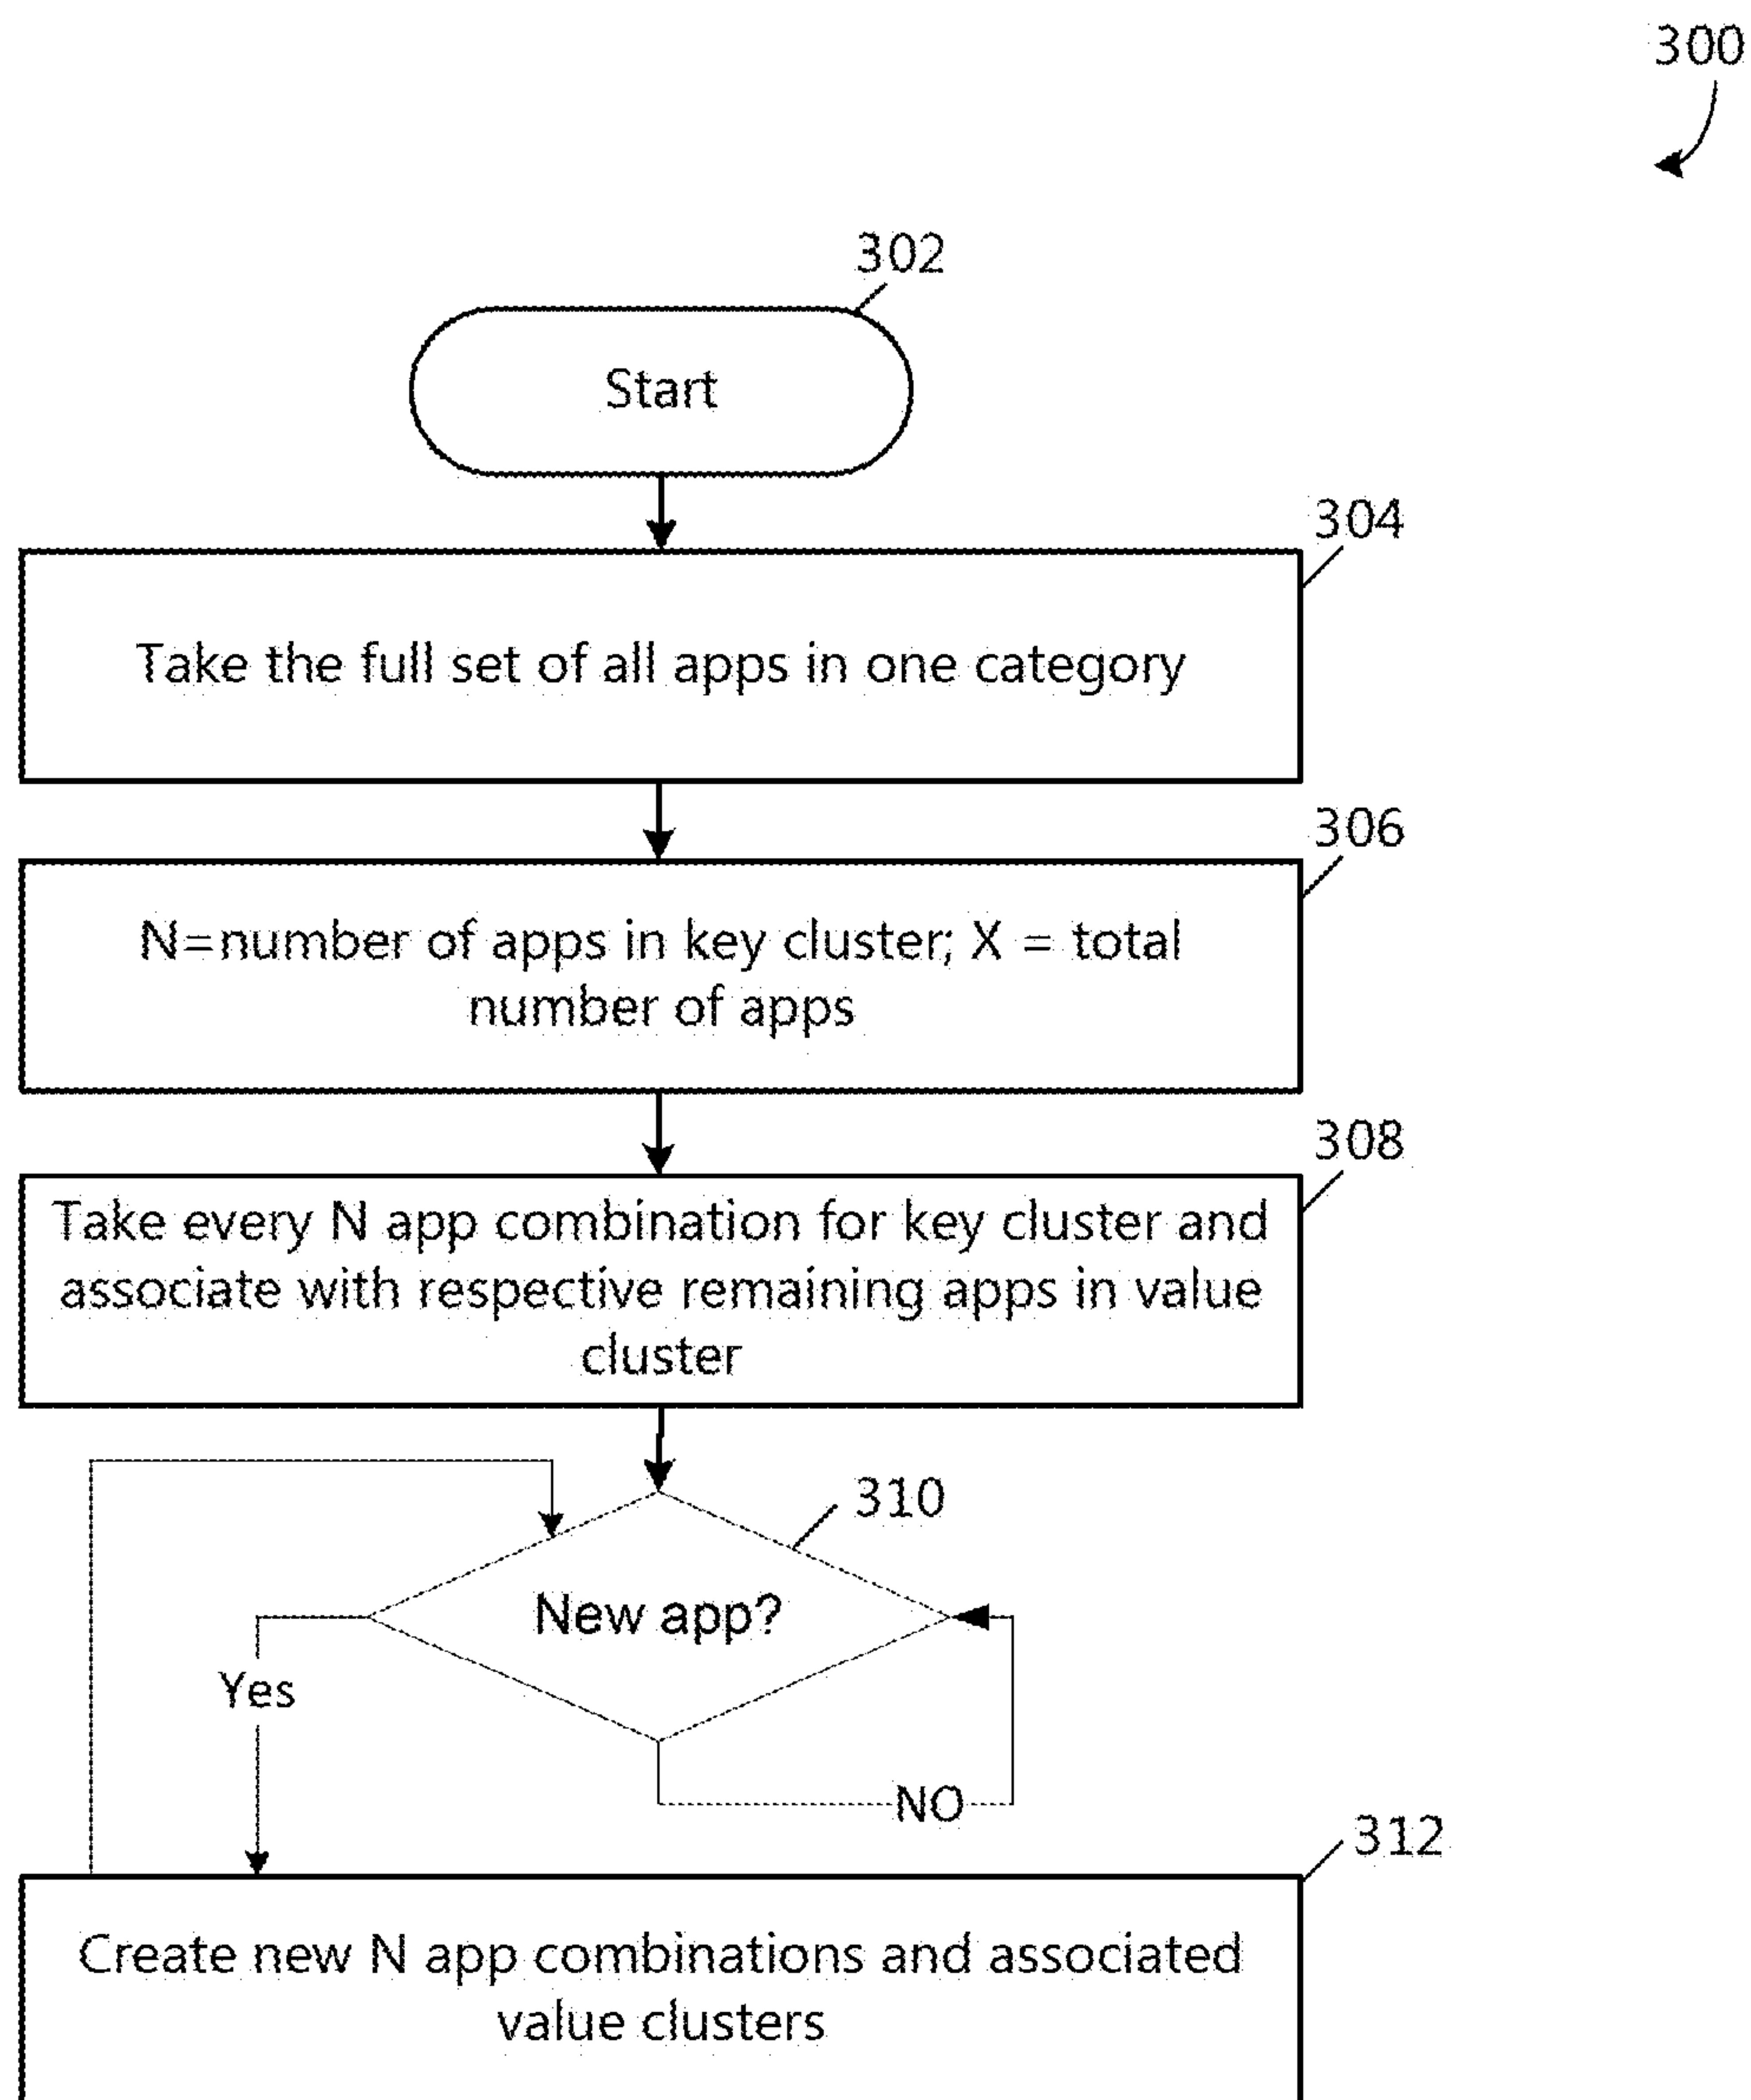 300
302
Start
304
Take the full set of all apps in one category
306
N=number of apps in key cluster; X = total
number of apps
308
Take every N app combination for key cluster and
associate with respective remaining apps in value
cluster
310
New app?
Yes
NO
312
Create new N app combinations and associated
value clusters